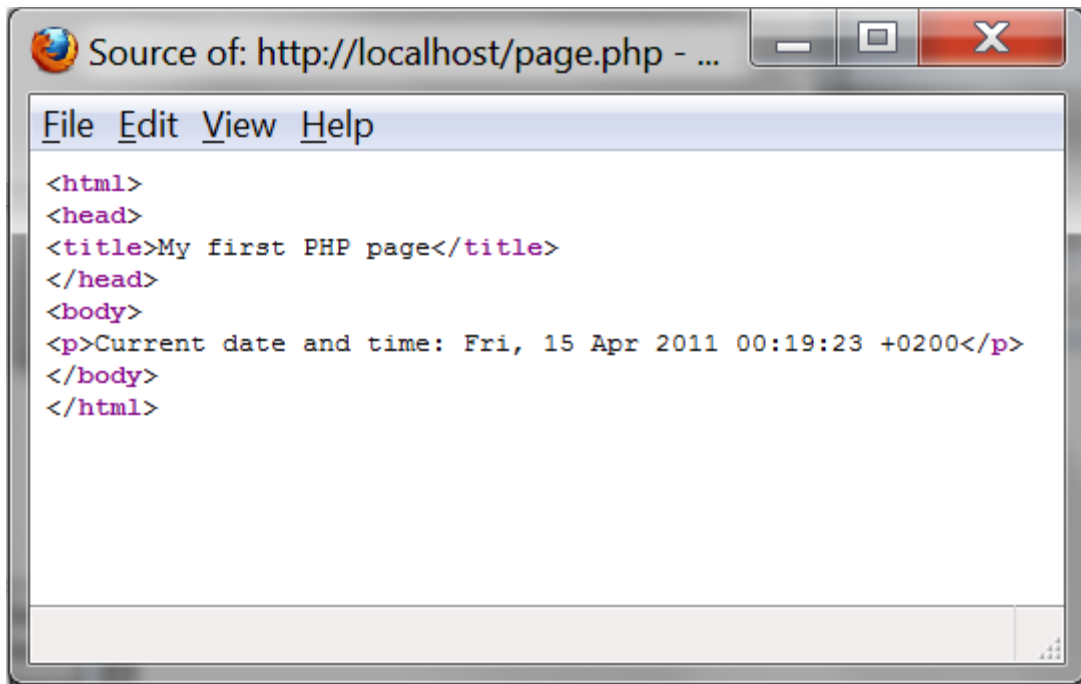 Source of: http://localhost/page.php - ...
File Edit View Help
<html>
<head>
<title>My first PHP page</title>
</head>
<body>
<p>Current date and time: Fri, 15 Apr 2011 00:19:23 +0200</p>
</body>
</html>